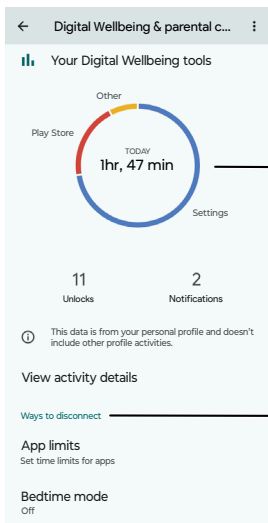 Digital Wellbeing & parental c...
Your Digital Wellbeing tools
Other
Play Store
TODAY
1hr, 47 min
Settings
11
Unlocks
2
Notifications
This data is from your personal profile and doesn't
include other profile activities.
View activity details
Ways to disconnect
App limits
Set time limits for apps
Bedtime mode
Off